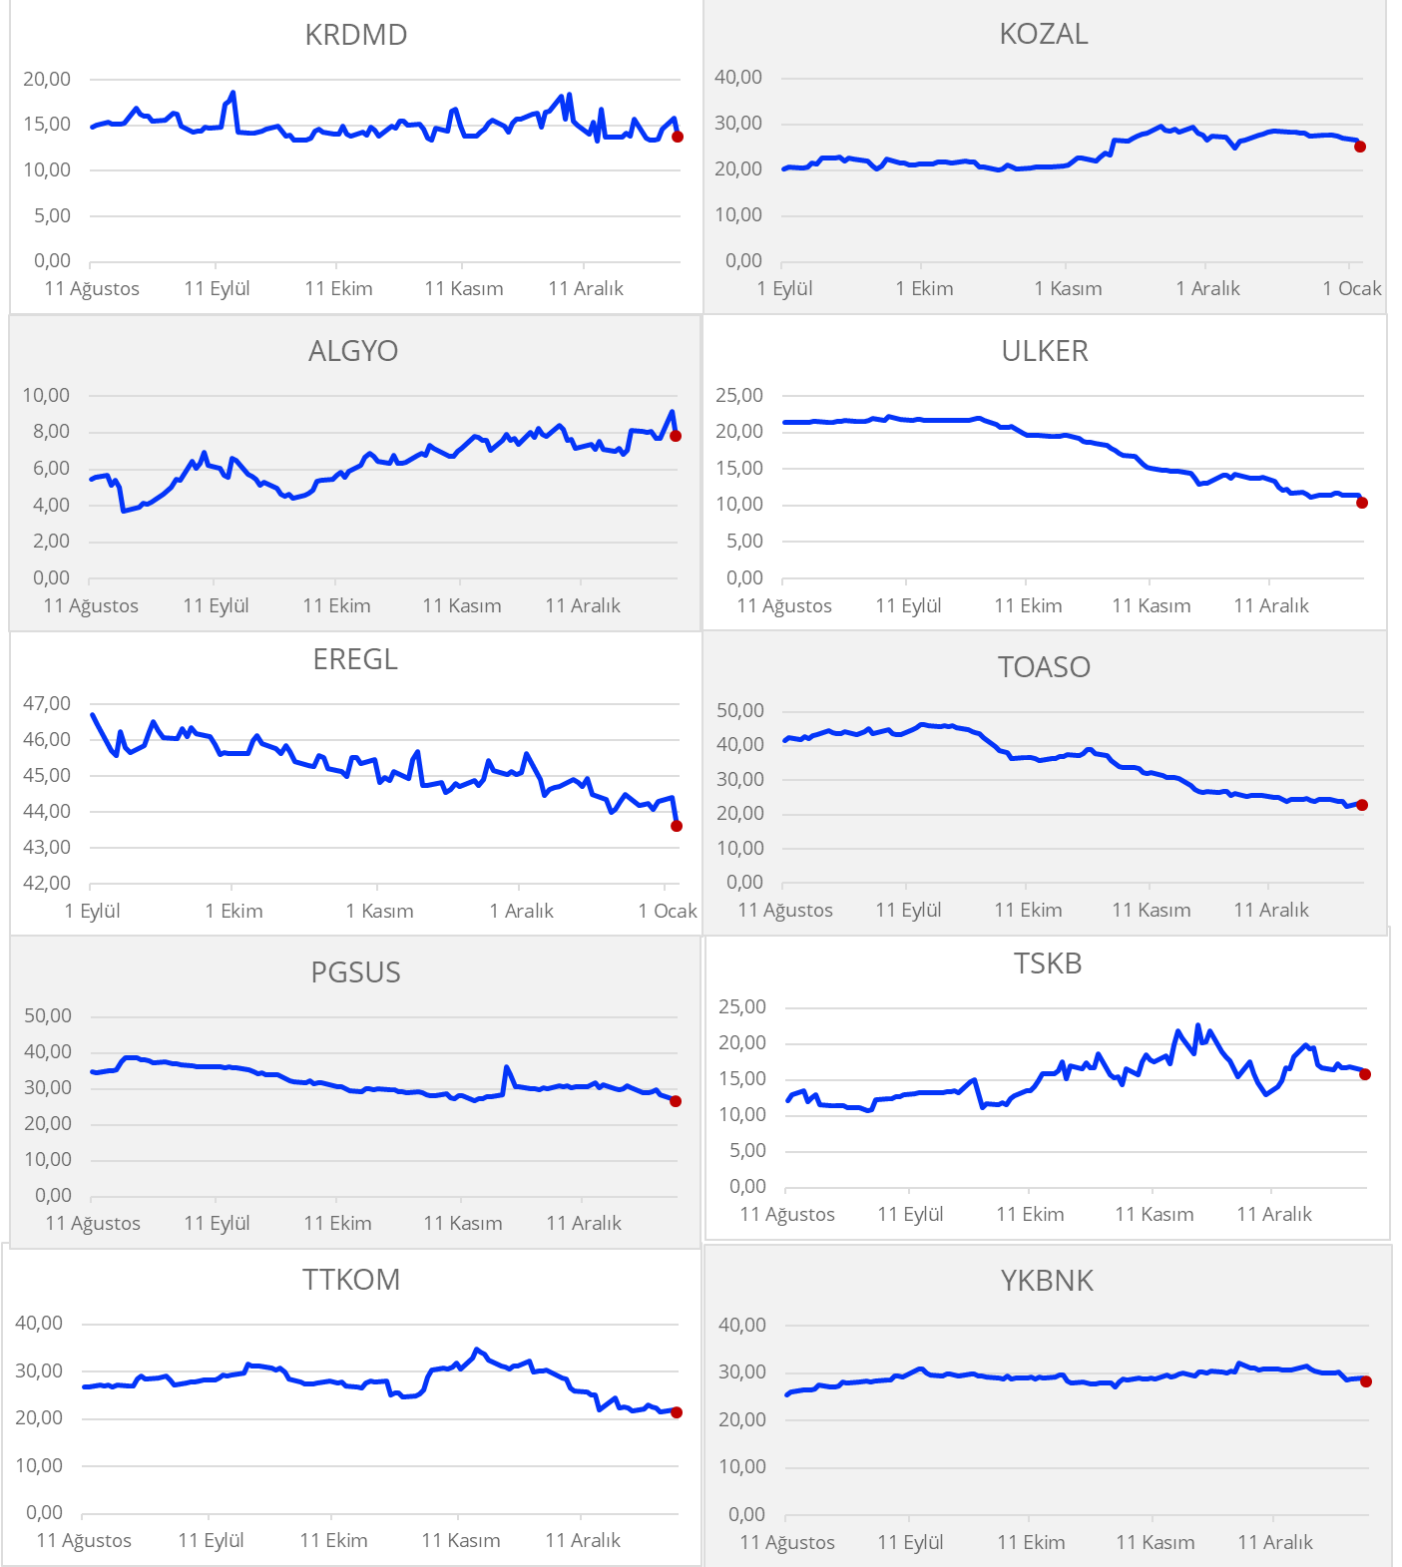 KRDMD
20,00
15,00
10,00
5,00
0,00
11 Ağustos 11 Eylül 11 Ekim 11 Kasım 11 Aralık
KOZAL
40,00
30,00
20,00
10,00
0,00
1 Eylül 1 Ekim 1 Kasım 1 Aralık 1 Ocak
ALGYO
10,00
8,00
6,00
4,00
2,00
0,00
11 Ağustos 11 Eylül 11 Ekim 11 Kasım 11 Aralık
ULKER
25,00
20,00
15,00
10,00
5,00
0,00
11 Ağustos 11 Eylül 11 Ekim 11 Kasım 11 Aralık
EREGL
47,00
46,00
45,00
44,00
43,00
42,00
1 Eylül 1 Ekim 1 Kasım 1 Aralık 1 Ocak
TOASO
50,00
40,00
30,00
20,00
10,00
0,00
11 Ağustos 11 Eylül 11 Ekim 11 Kasım 11 Aralık
PGSUS
50,00
40,00
30,00
20,00
10,00
0,00
11 Ağustos 11 Eylül 11 Ekim 11 Kasım 11 Aralık
TSKB
25,00
20,00
15,00
10,00
5,00
0,00
11 Ağustos 11 Eylül 11 Ekim 11 Kasım 11 Aralık
TTKOM
40,00
30,00
20,00
10,00
0,00
11 Ağustos 11 Eylül 11 Ekim 11 Kasım 11 Aralık
YKBNK
40,00
30,00
20,00
10,00
0,00
11 Ağustos 11 Eylül 11 Ekim 11 Kasım 11 Aralık